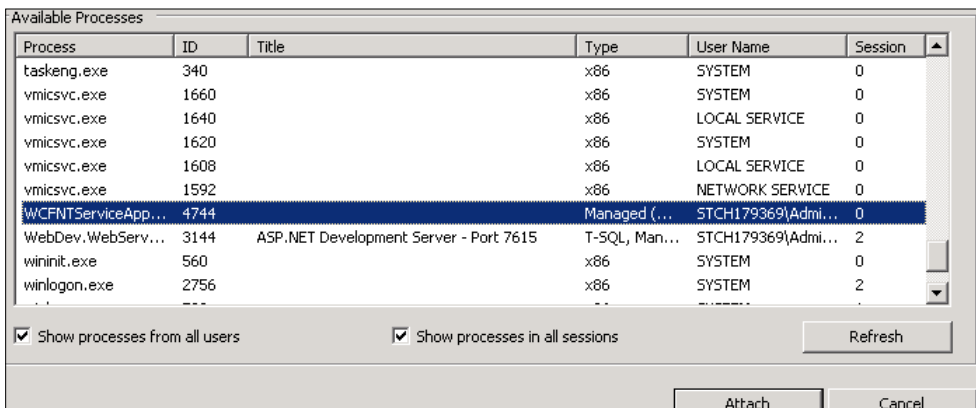 Available Processes
Process ID Title Type User Name Session
taskeng.exe 340 x86 SYSTEM 0
vmicsvc.exe 1660 x86 SYSTEM 0
vmicsvc.exe 1640 x86 LOCAL SERVICE 0
vmicsvc.exe 1620 x86 SYSTEM 0
vmicsvc.exe 1608 x86 LOCAL SERVICE 0
vmicsvc.exe 1592 x86 NETWORK SERVICE 0
WCFNTServiceApp... 4744 Managed (... STCH179369\Admi... 0
WebDev.WebServ... 3144 ASP.NET Development Server - Port 7615 T-SQL, Man... STCH179369\Admi... 2
wininit.exe 560 x86 SYSTEM 0
winlogon.exe 2756 x86 SYSTEM 2
Show processes from all users Show processes in all sessions Refresh
Attach Cancel